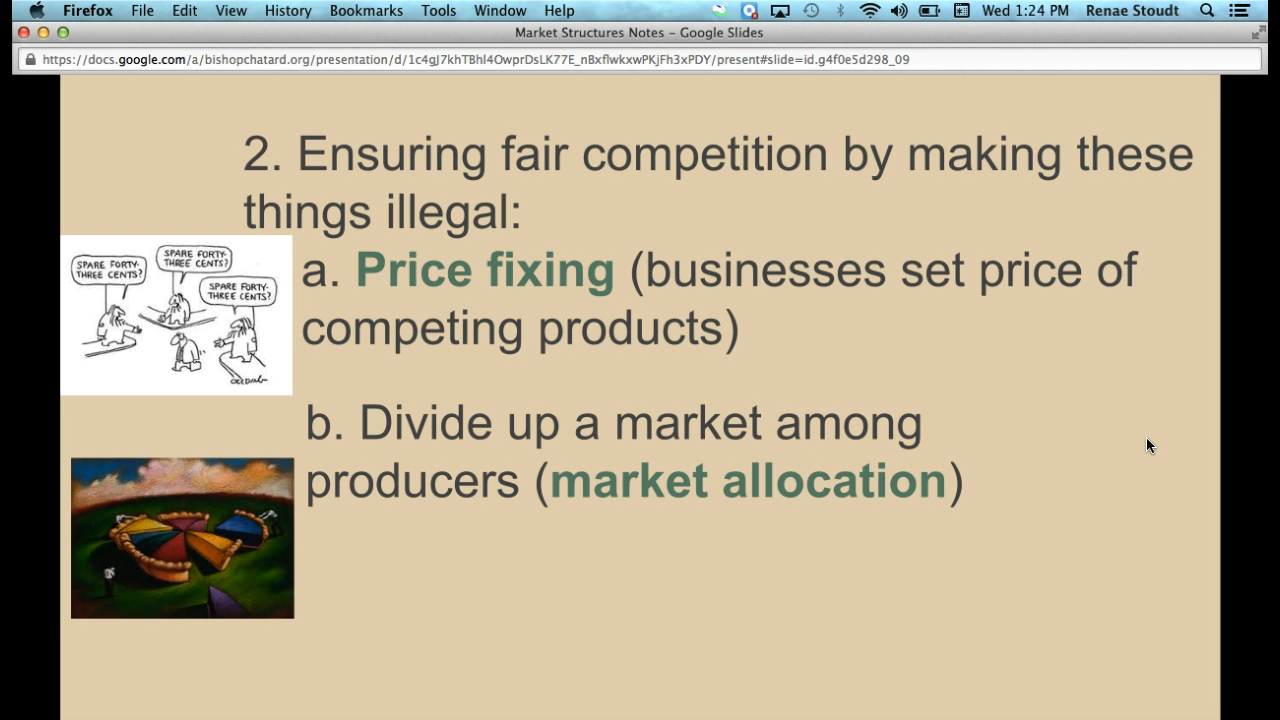 Firefox File Edit View History Bookmarks Tools Window Help Wed 1:24 PM Renae Stoudt
Market Structures Notes – Google Slides
https://docs.google.com/a/bishopchatard.org/presentation/d/1c4gJ7khTBhl4OwprDsLK77E_nBxflwkxwPKjFh3xPDY/present#slide=id.g4f0e5d298_09
2. Ensuring fair competition by making these
things illegal:
SPARE FORTY-
THREE CENTS?
SPARE FORTY-
THREE CENTS?
SPARE FORTY-
THREE CENTS?
a. Price fixing (businesses set price of
competing products)
b. Divide up a market among
producers (market allocation)